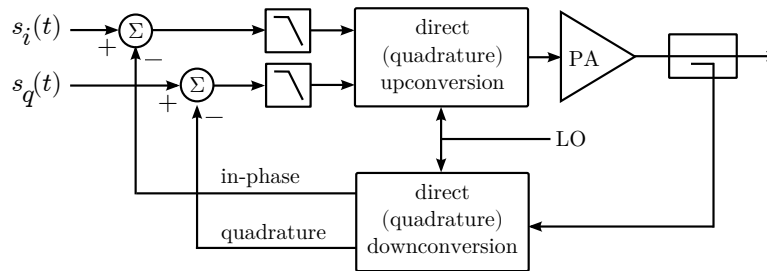 s_i(t)
+
Σ
−
direct
(quadrature)
upconversion
PA
s_q(t)
+
Σ
−
LO
in-phase
quadrature
direct
(quadrature)
downconversion